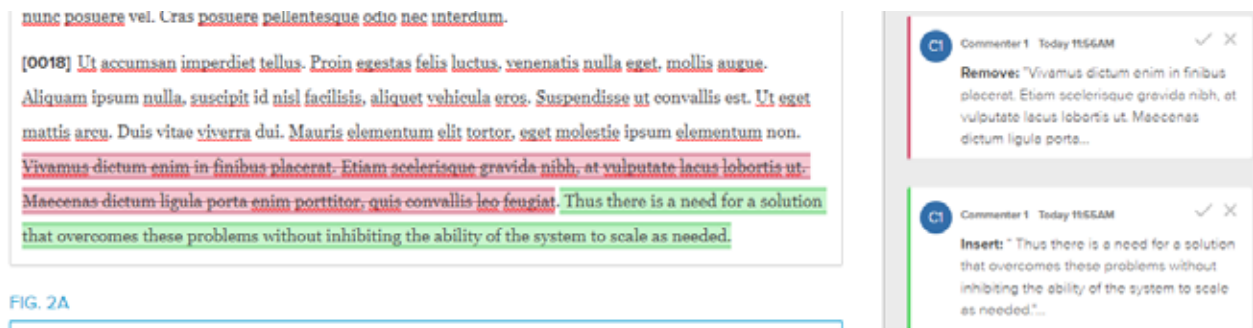 nunc posuere vel. Cras posuere pellentesque odio nec interdum.
[0018] Ut accumsan imperdiet tellus. Proin egestas felis luctus, venenatis nulla eget, mollis augue.
Aliquam ipsum nulla, suscipit id nisl facilisis, aliquet vehicula eros. Suspendisse ut convallis est. Ut eget
mattis arcu. Duis vitae viverra dui. Mauris elementum elit tortor, eget molestie ipsum elementum non.
Vivamus dictum enim in finibus placerat. Etiam scelerisque gravida nibh, at vulputate lacus lobortis ut.
Maecenas dictum ligula porta enim porttitor, quis convallis leo feugiat. Thus there is a need for a solution
that overcomes these problems without inhibiting the ability of the system to scale as needed.
FIG. 2A
C1 Commenter 1 Today 11:56AM
Remove: "Vivamus dictum enim in finibus
placerat. Etiam scelerisque gravida nibh, at
vulputate lacus lobortis ut. Maecenas
dictum ligula porta...
C1 Commenter 1 Today 11:56AM
Insert: " Thus there is a need for a solution
that overcomes these problems without
inhibiting the ability of the system to scale
as needed."...